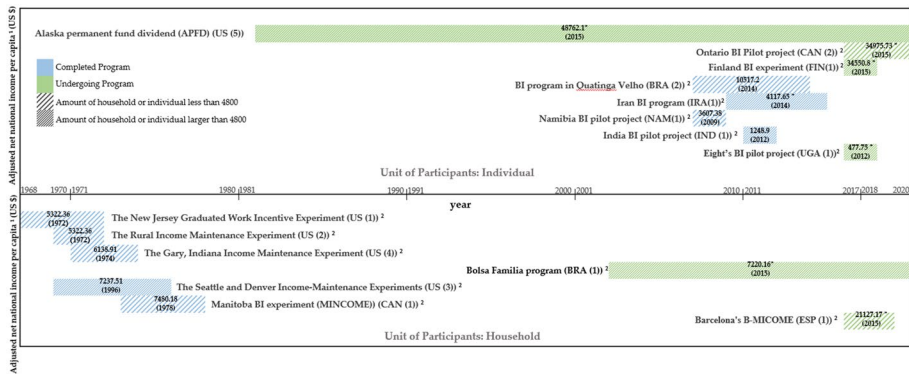 Adjusted net national income per capita ¹ (US $)
Alaska permanent fund dividend (APFD) (US (5))
48762.1*
(2015)
Completed Program
Undergoing Program
Amount of household or individual less than 4800
Amount of household or individual larger than 4800
Ontario BI Pilot project (CAN (2)) ²
34975.73 *
(2015)
Finland BI experiment (FIN(1)) ²
34550.8 *
(2015)
BI program in Quatinga Velho (BRA (2)) ²
10317.2
(2014)
Iran BI program (IRA(1))²
4117.65 *
(2014)
Namibia BI pilot project (NAM(1)) ²
3607.38
(2009)
India BI pilot project (IND (1)) ²
1248.9
(2012)
Eight's BI pilot project (UGA (1))²
477.75 *
(2012)
Unit of Participants: Individual
1968 1970 1971 1980 1981 1990 1991 2000 2001 2010 2011 2017 2018 2020
year
Adjusted net national income per capita ¹ (US $)
5322.36
(1972)
The New Jersey Graduated Work Incentive Experiment (US (1)) ²
5322.36
(1972)
The Rural Income Maintenance Experiment (US (2)) ²
6138.91
(1974)
The Gary, Indiana Income Maintenance Experiment (US (4)) ²
Bolsa Familia program (BRA (1)) ²
7220.16*
(2015)
7237.51
(1996)
The Seattle and Denver Income-Maintenance Experiments (US (3)) ²
7480.18
(1978)
Manitoba BI experiment (MINCOME)) (CAN (1)) ²
Barcelona's B-MICOME (ESP (1)) ²
21127.17 *
(2015)
Unit of Participants: Household